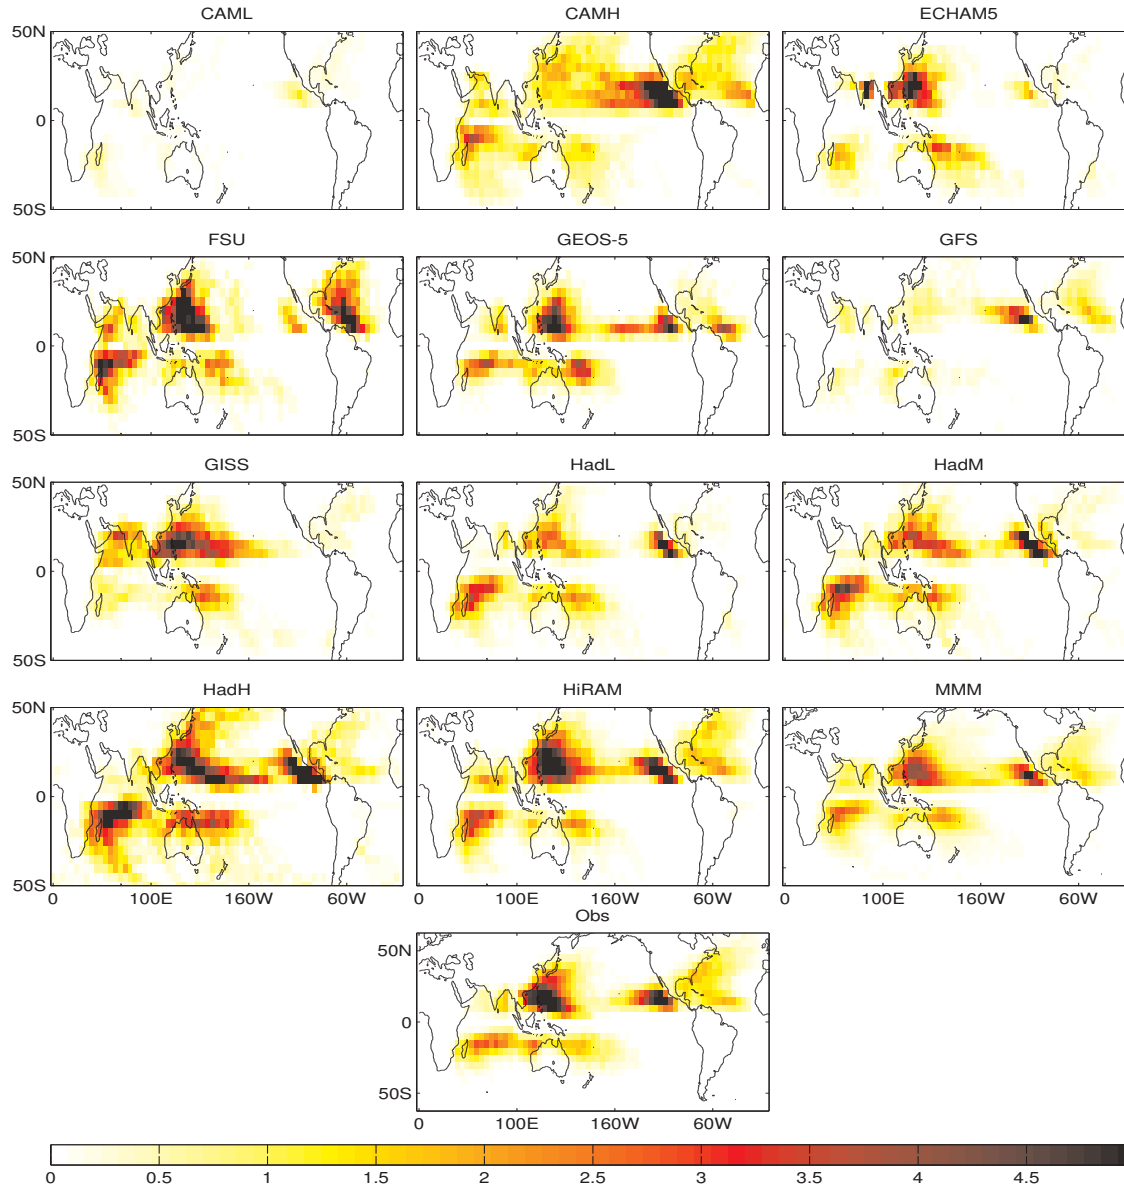 CAML CAMH ECHAM5
50N
0
50S
FSU GEOS-5 GFS
50N
0
50S
GISS HadL HadM
50N
0
50S
HadH HiRAM MMM
50N
0
50S
0 100E 160W 60W 0 100E 160W 60W 0 100E 160W 60W
Obs
50N
0
50S
0 100E 160W 60W
0 0.5 1 1.5 2 2.5 3 3.5 4 4.5